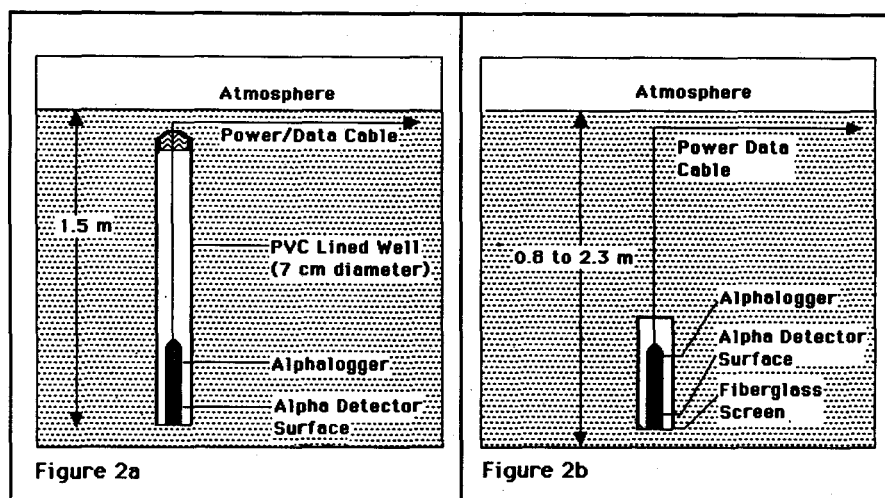 Atmosphere
Power/Data Cable
1.5 m
PVC Lined Well
(7 cm diameter)
Alphalogger
Alpha Detector
Surface
Figure 2a
Atmosphere
Power Data
Cable
0.8 to 2.3 m
Alphalogger
Alpha Detector
Surface
Fiberglass
Screen
Figure 2b